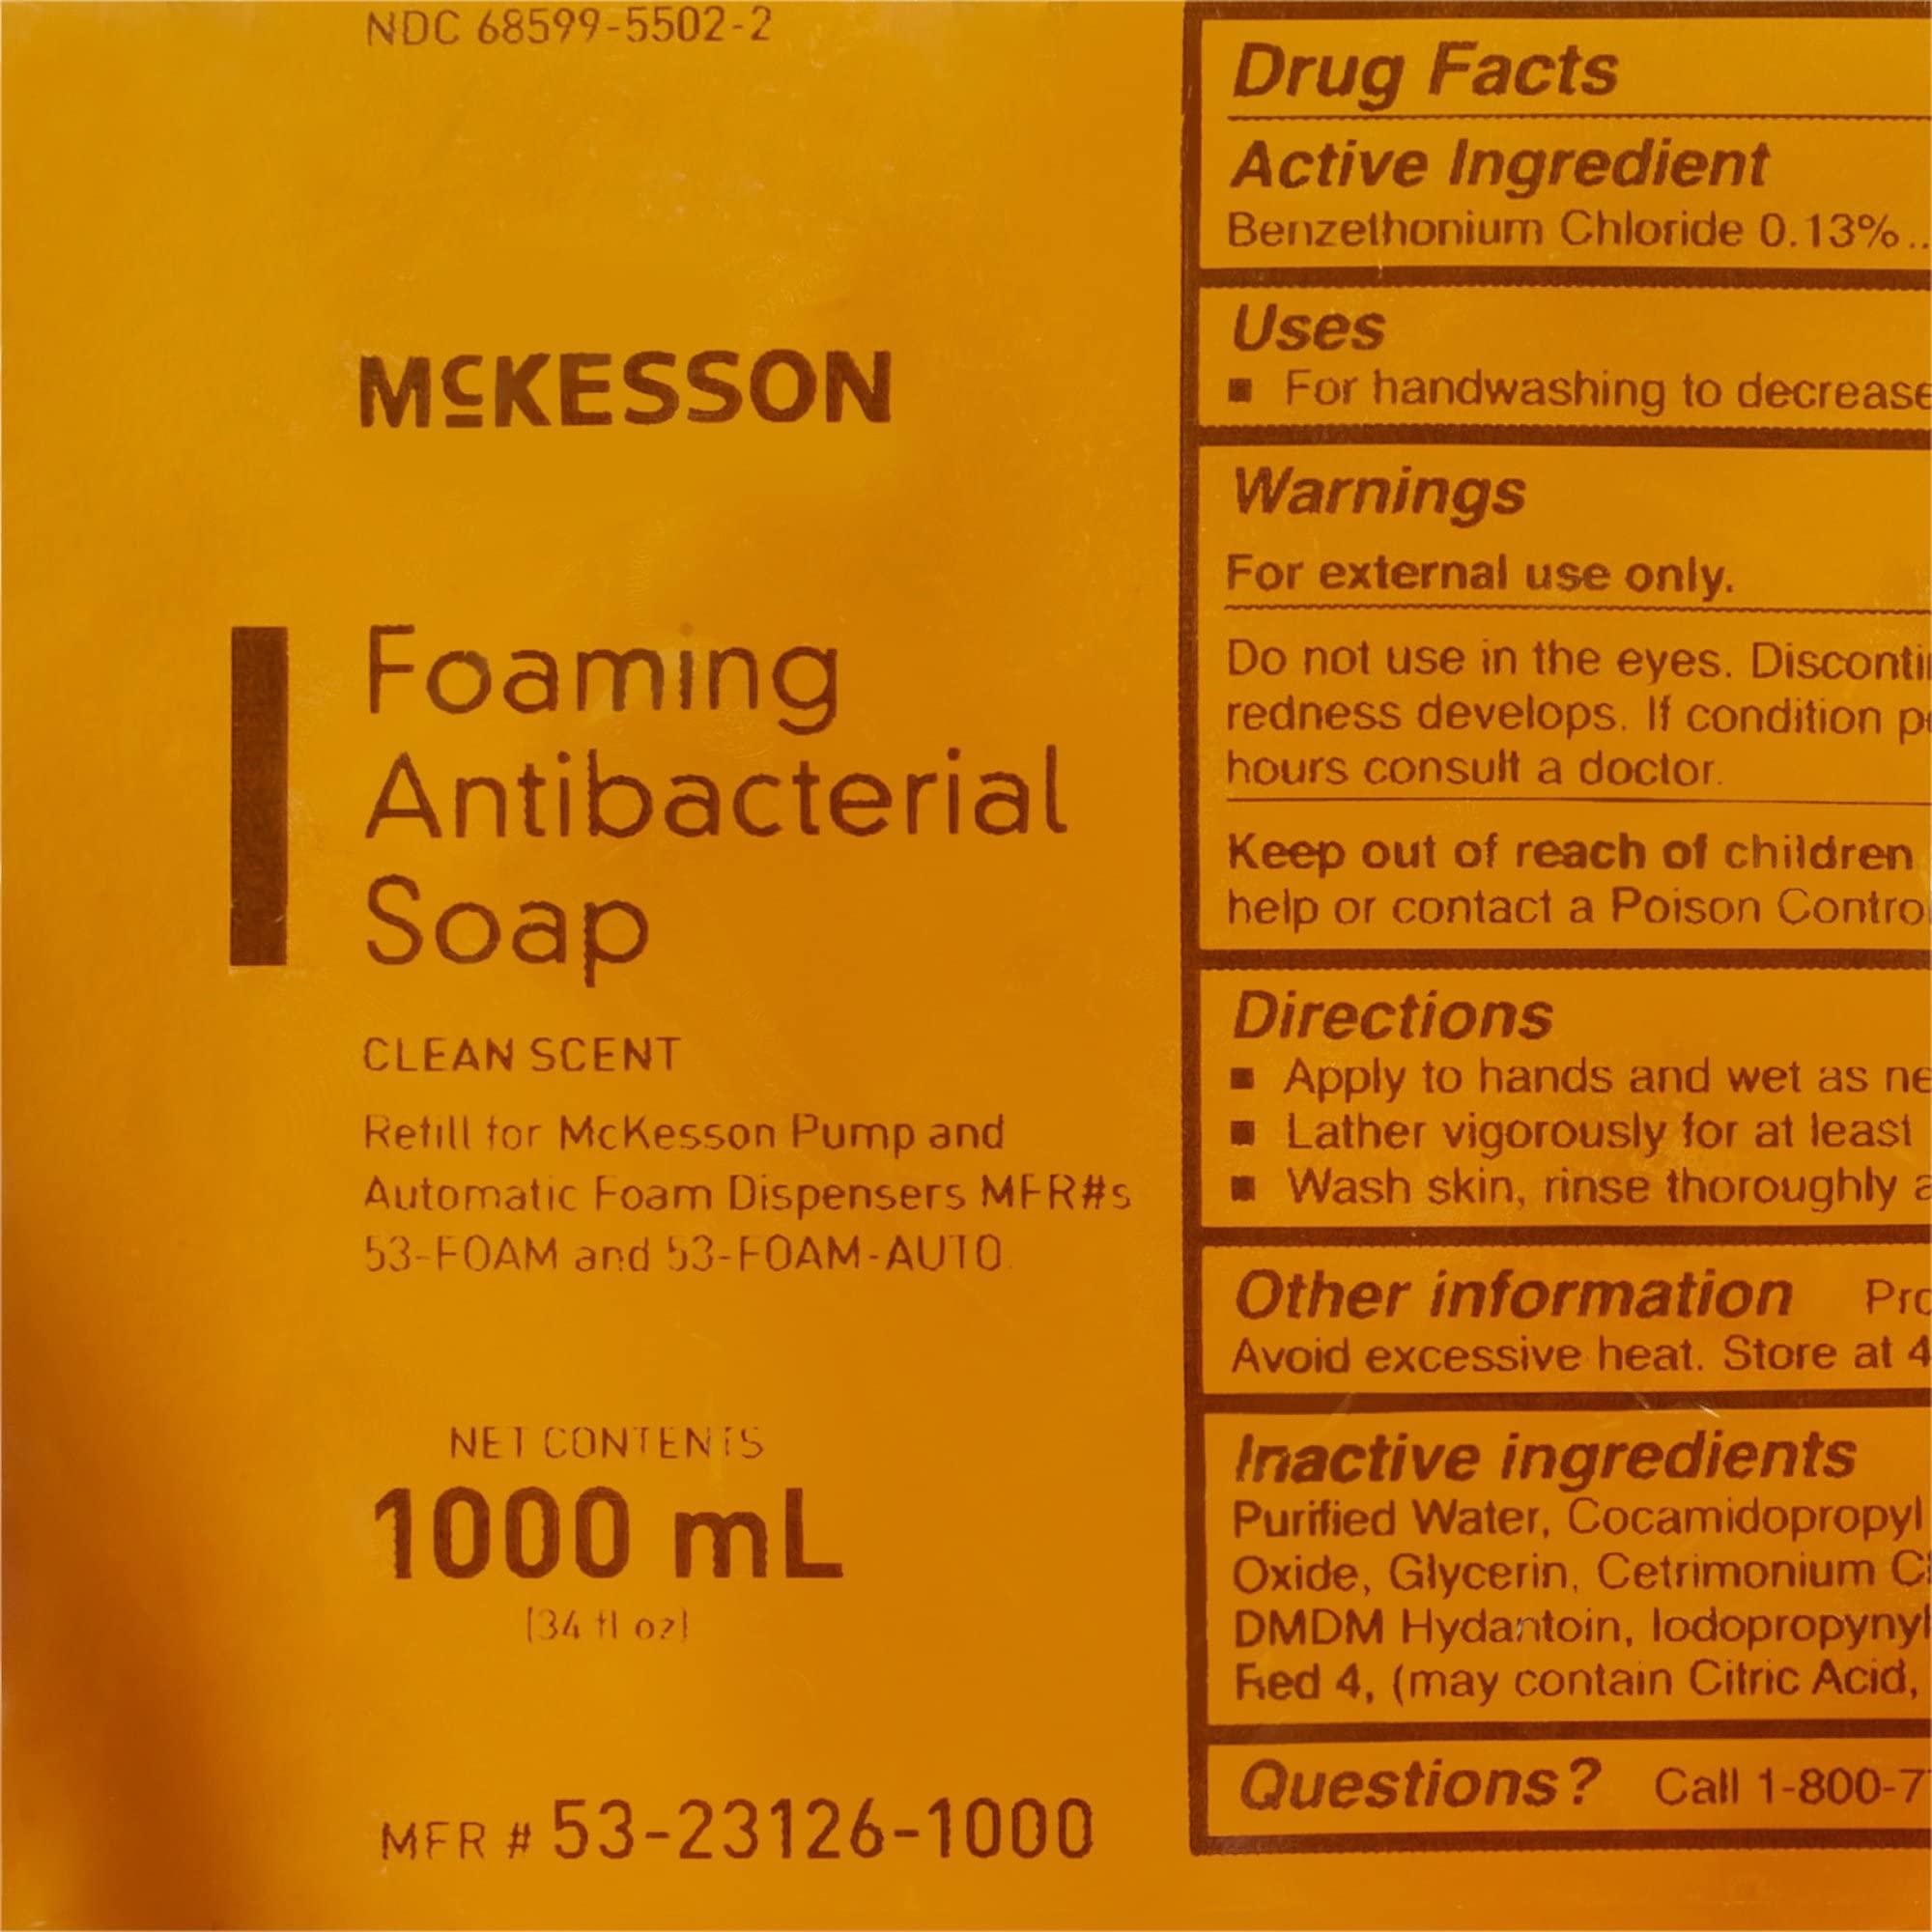 NDC 68599-5502-2
McKESSON
Foaming
Antibacterial
Soap
CLEAN SCENT
Refill for McKesson Pump and
Automatic Foam Dispensers MFR#s
53-FOAM and 53-FOAM-AUTO.
NET CONTENTS
1000 mL
(34 fl oz)
MFR # 53-23126-1000
Drug Facts
Active Ingredient
Benzethonium Chloride 0.13%..
Uses
▪ For handwashing to decrease
Warnings
For external use only.
Do not use in the eyes.
redness develops. If condition
hours consult a doctor.
Keep out of reach of children
help or contact a Poison
Directions
▪ Apply to hands and wet as
▪ Lather vigorously for at least
▪ Wash skin, rinse thoroughly
Other information
Avoid excessive heat. Store at
Inactive ingredients
Purified Water, Cocamidopropyl
Oxide, Glycerin, Cetrimonium
DMDM Hydantoin, Iodopropynyl
Red 4, (may contain Citric Acid,
Questions? Call 1-800-7